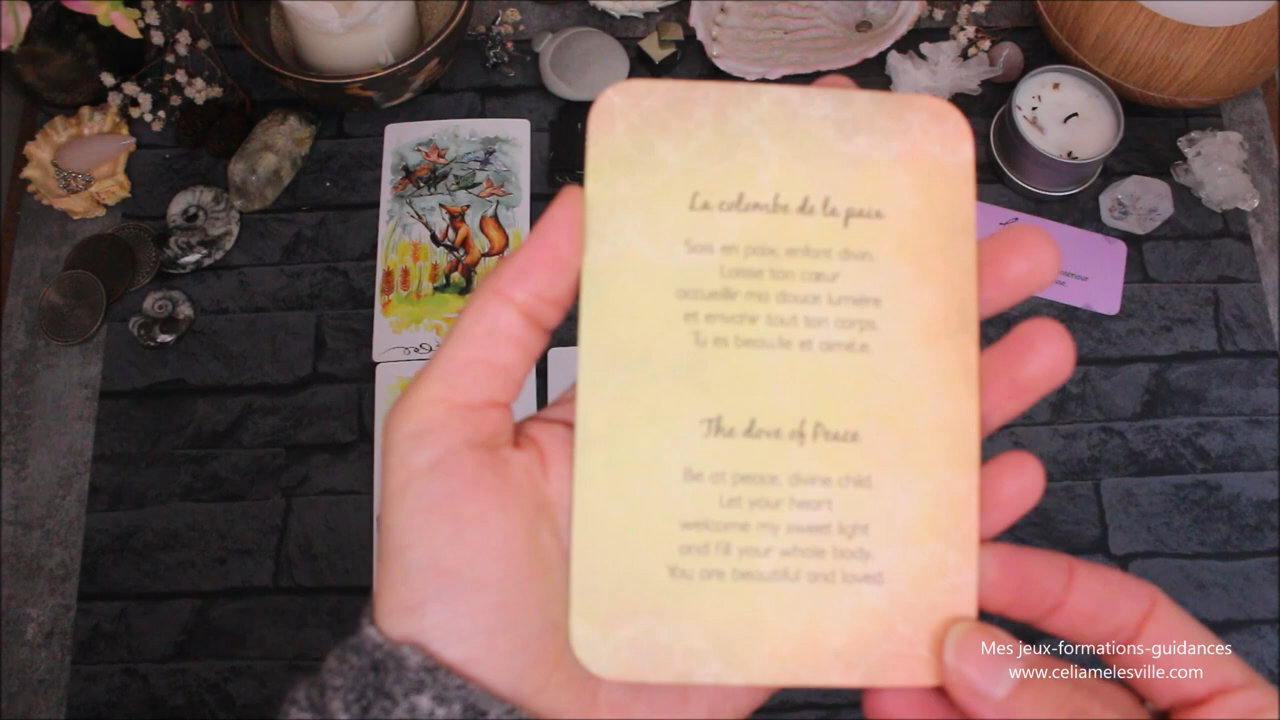 La colombe de la paix
Sois en paix, enfant divin.
Laisse ton cœur
accueillir ma douce lumière
et envahir tout ton corps.
Tu es beau.lle et aimé.e.
The dove of Peace
Be at peace, divine child.
Let your heart
welcome my sweet light
and fill your whole body.
You are beautiful and loved.
Mes jeux-formations-guidances
www.celiamelesville.com